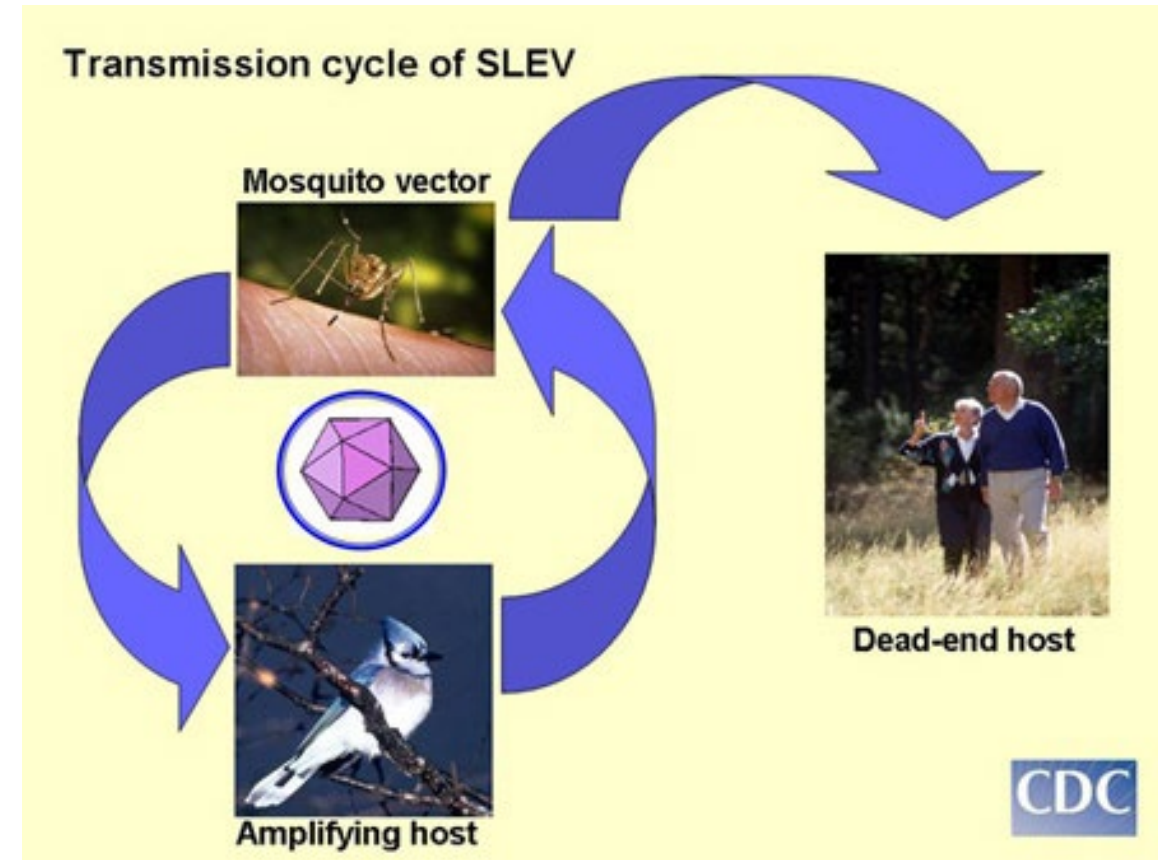 Transmission cycle of SLEV
Mosquito vector
Dead-end host
Amplifying host
CDC